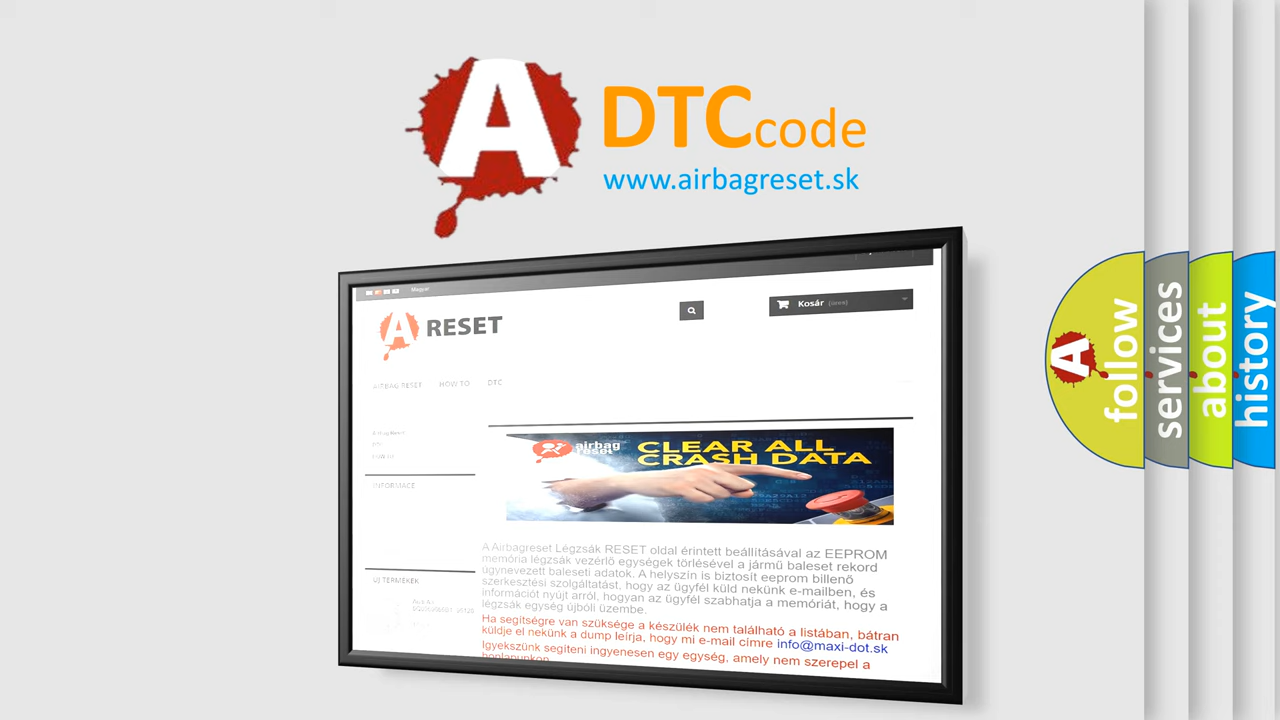 A DTC code
www.airbagreset.sk
Magyar
A RESET
Kosár (üres)
AIRBAG RESET HOW TO DTC
INFORMACE
airbag
reset
CLEAR ALL
CRASH DATA
A Airbagreset Légzsák RESET oldal érintett beállításával az EEPROM
memória légzsák vezérlő egységek törlésével a jármű baleset rekord
úgynevezett baleseti adatok. A helyszín is biztosít eeprom billenő
szerkesztési szolgáltatást, hogy az ügyfél küld nekünk e-mailben, és
információt nyújt arról, hogyan az ügyfél szabhatja a memóriát, hogy a
légzsák egység újbóli üzembe.
Ha segítségre van szüksége a készülék nem található a listában, bátran
küldje el nekünk a dump leírja, hogy mi e-mail címre info@maxi-dot.sk
Igyekszünk segíteni ingyenesen egy egység, amely nem szerepel a
honlapunkon
ÚJ TERMÉKEK
A follow
services
about
history